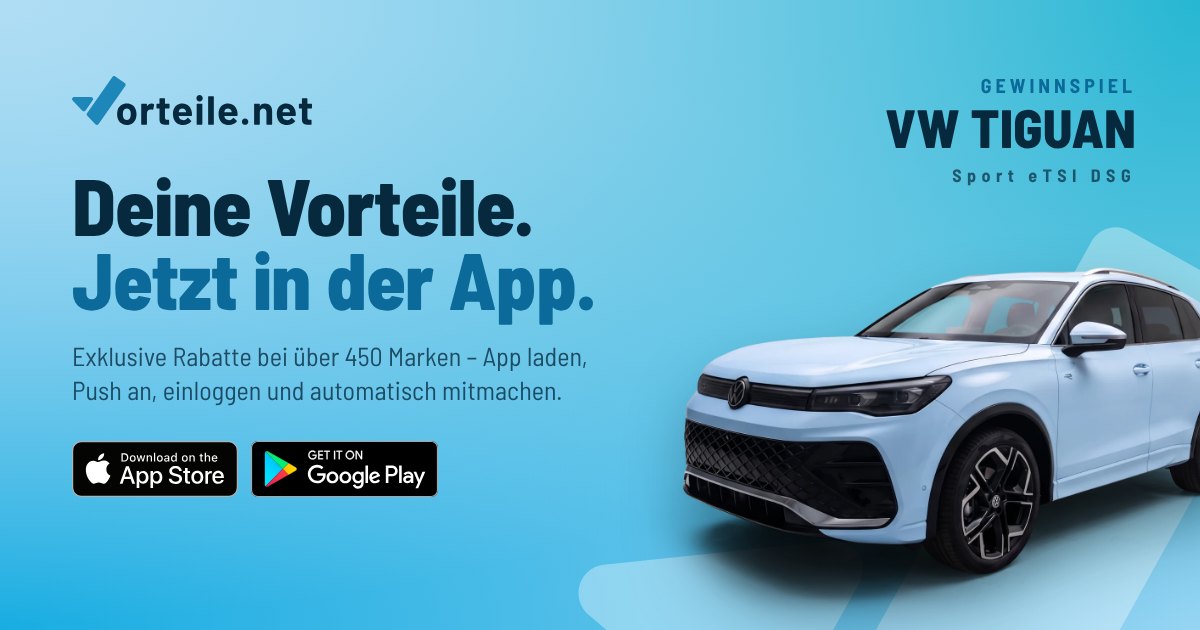 Vorteile.net
GEWINNSPIEL
VW TIGUAN
Sport eTSI DSG
Deine Vorteile.
Jetzt in der App.
Exklusive Rabatte bei über 450 Marken – App laden,
Push an, einloggen und automatisch mitmachen.
Download on the
App Store
GET IT ON
Google Play